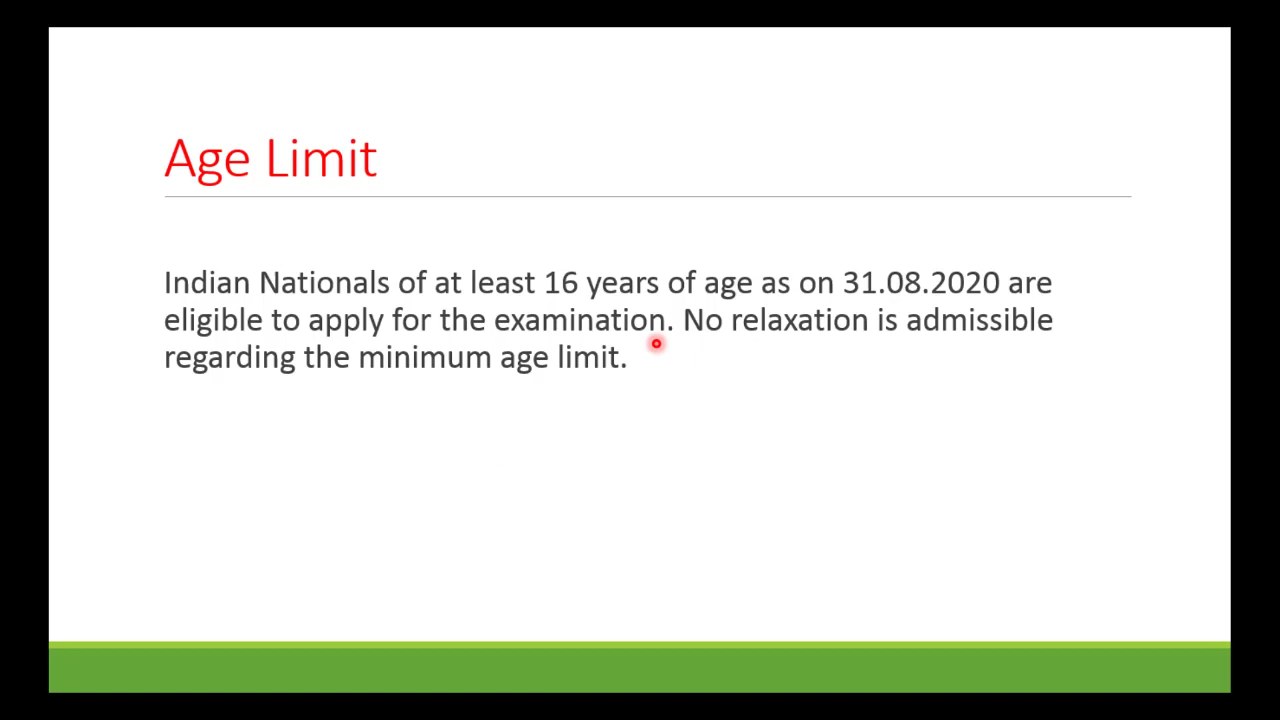 Age Limit
Indian Nationals of at least 16 years of age as on 31.08.2020 are
eligible to apply for the examination. No relaxation is admissible
regarding the minimum age limit.